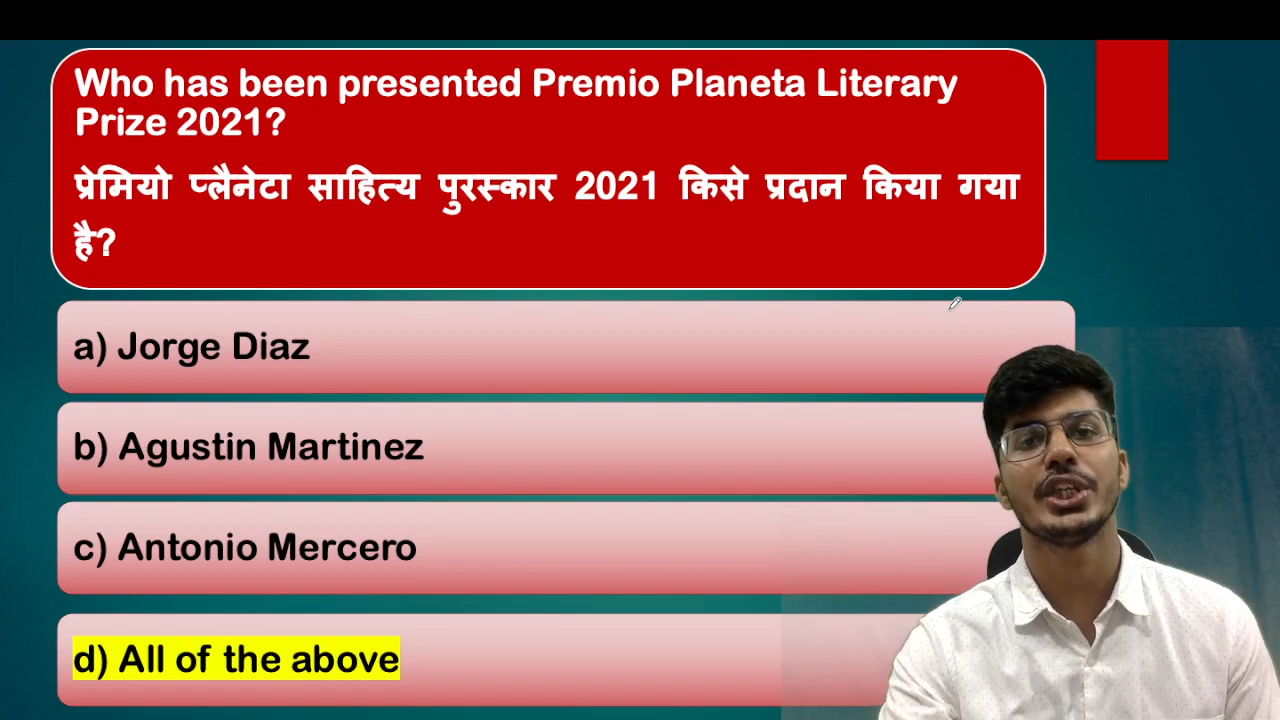 Who has been presented Premio Planeta Literary
Prize 2021?
प्रेमियो प्लैनेटा साहित्य पुरस्कार 2021 किसे प्रदान किया गया
है?
a) Jorge Diaz
b) Agustin Martinez
c) Antonio Mercero
d) All of the above